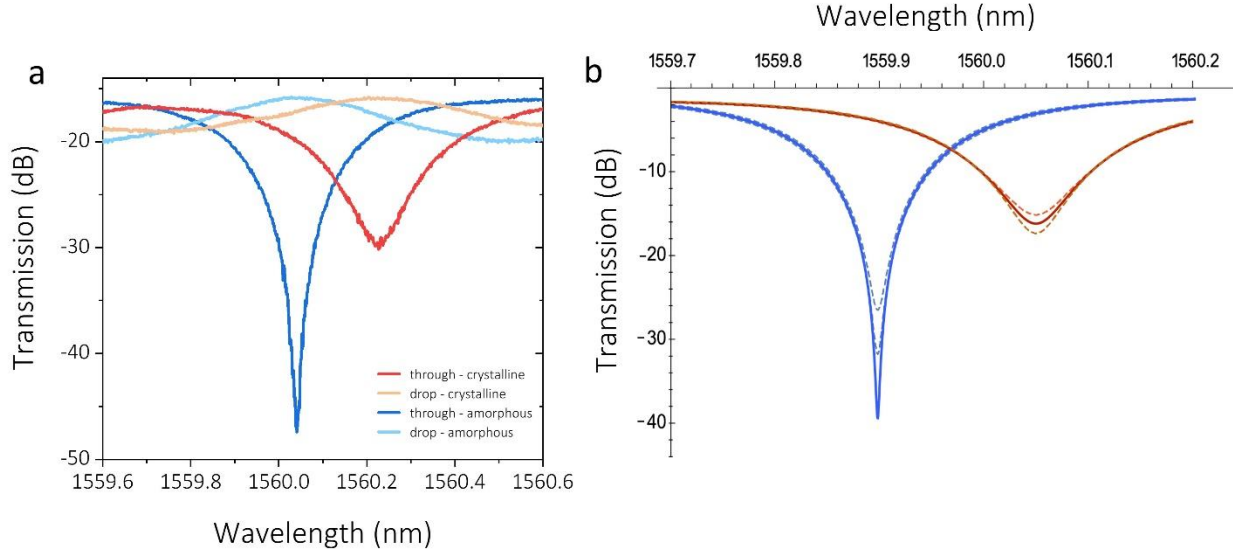 a
Transmission (dB)
-20
-30
-40
-50
1559.6 1559.8 1560.0 1560.2 1560.4 1560.6
Wavelength (nm)
through - crystalline
drop - crystalline
through - amorphous
drop - amorphous
b
Wavelength (nm)
1559.7 1559.8 1559.9 1560.0 1560.1 1560.2
Transmission (dB)
-10
-20
-30
-40